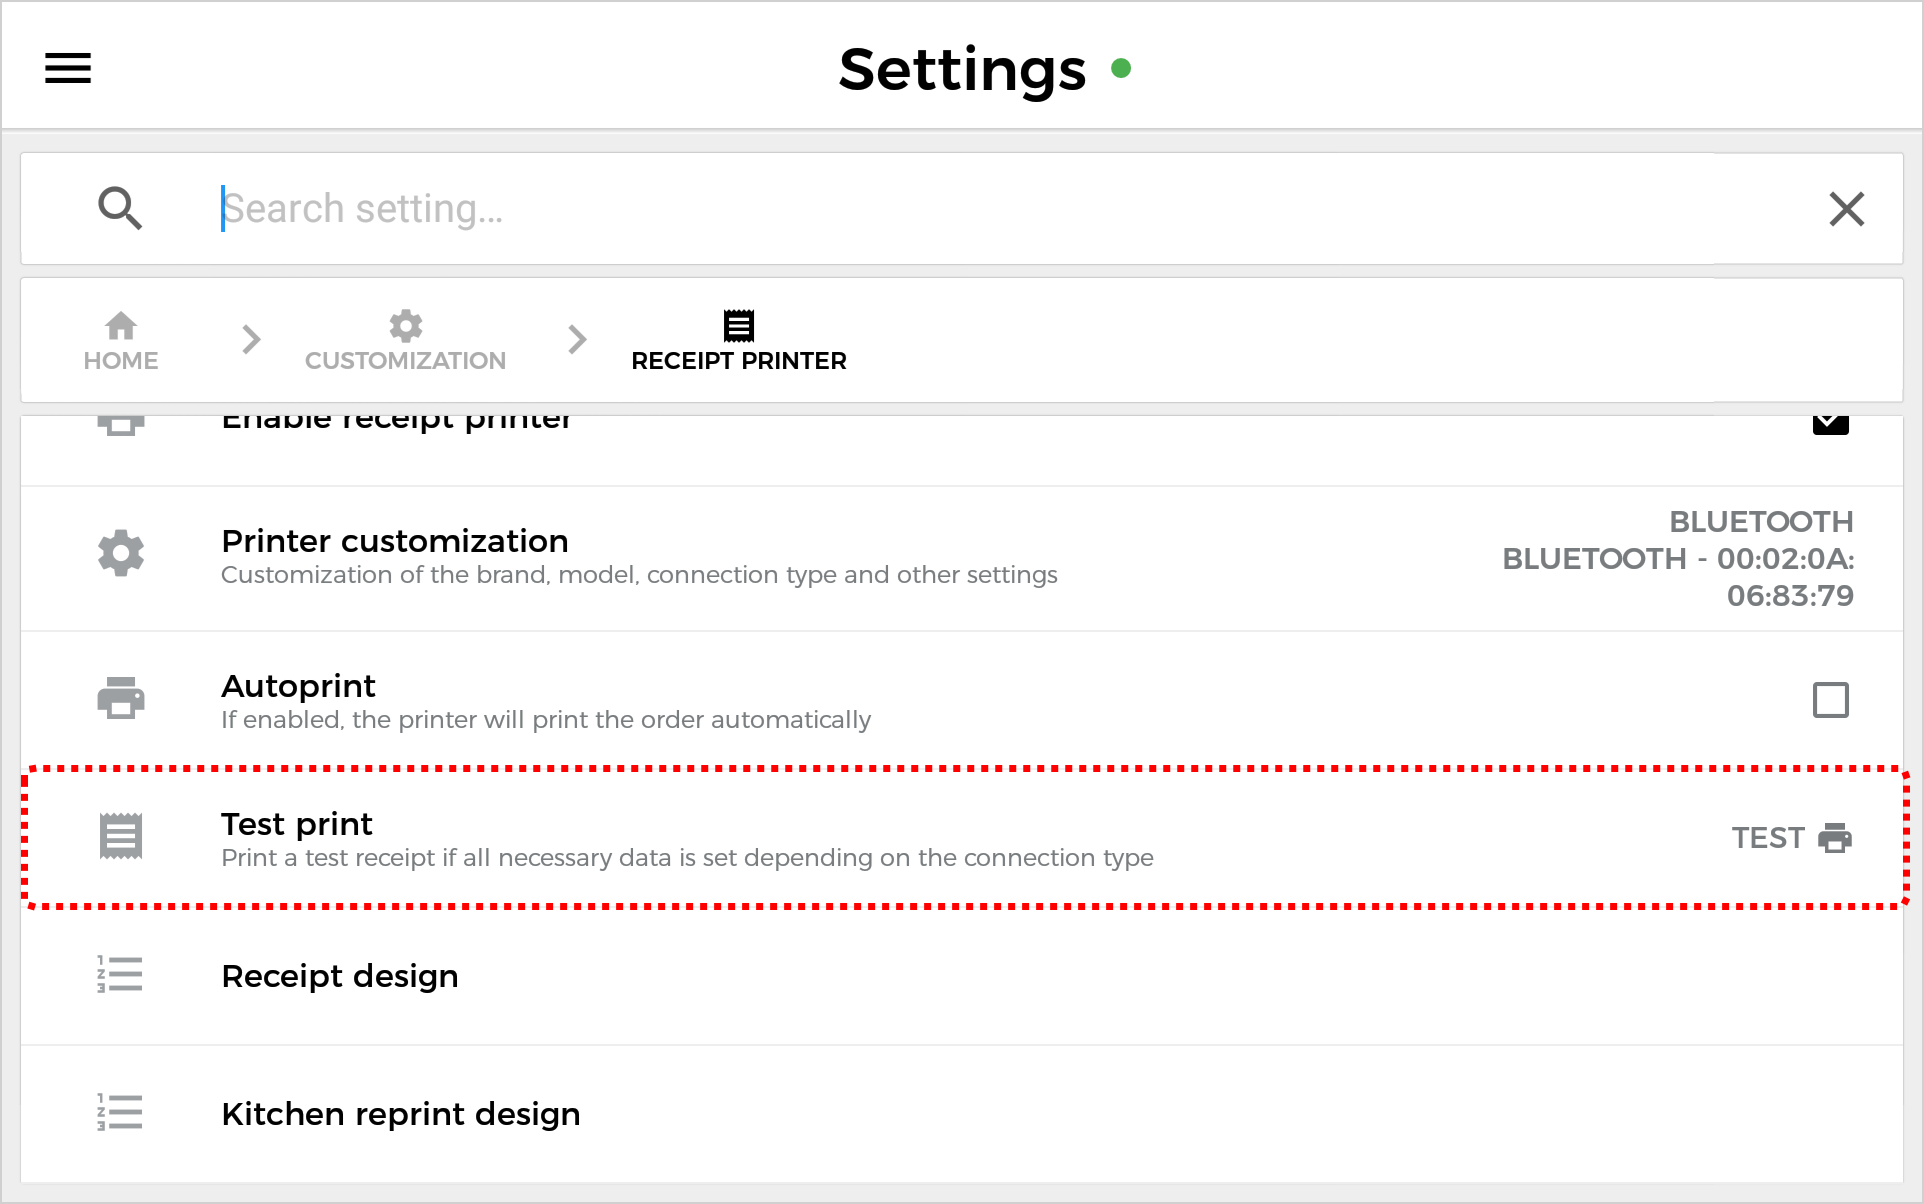 Settings
Search setting...
HOME
CUSTOMIZATION
RECEIPT PRINTER
Enable receipt printer
Printer customization
Customization of the brand, model, connection type and other settings
BLUETOOTH
BLUETOOTH - 00:02:0A:
06:83:79
Autoprint
If enabled, the printer will print the order automatically
Test print
Print a test receipt if all necessary data is set depending on the connection type
TEST
Receipt design
Kitchen reprint design